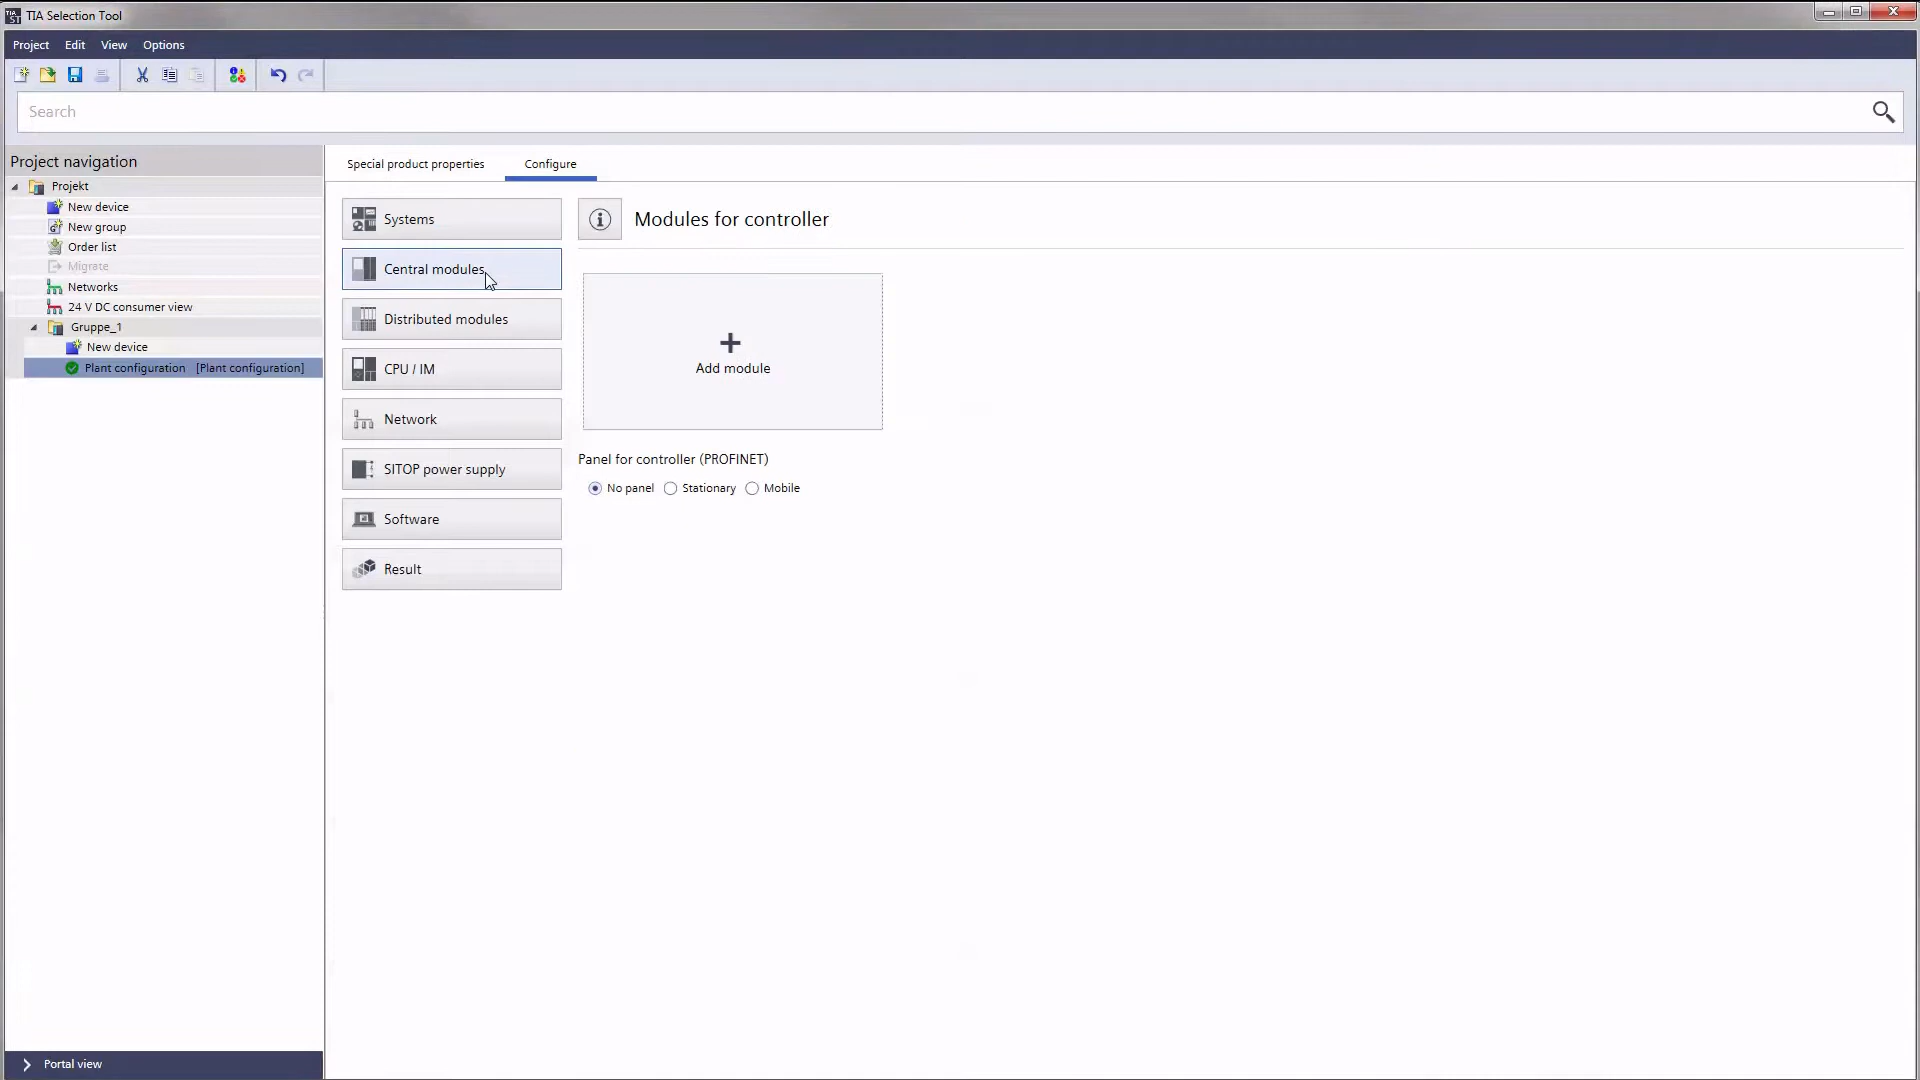 TIA Selection Tool
Project Edit View Options
Search
Project navigation
Projekt
New device
New group
Order list
Migrate
Networks
24 V DC consumer view
Gruppe_1
New device
Plant configuration [Plant configuration]
Portal view
Special product properties Configure
Systems
Central modules
Distributed modules
CPU / IM
Network
SITOP power supply
Software
Result
Modules for controller
Add module
Panel for controller (PROFINET)
No panel Stationary Mobile